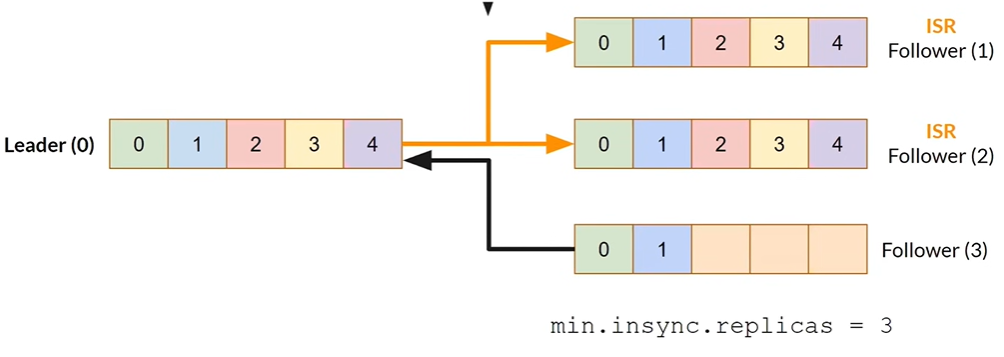 0 1 2 3 4
ISR
Follower (1)
Leader (0)
0 1 2 3 4
0 1 2 3 4
ISR
Follower (2)
0 1
Follower (3)
min.insync.replicas = 3